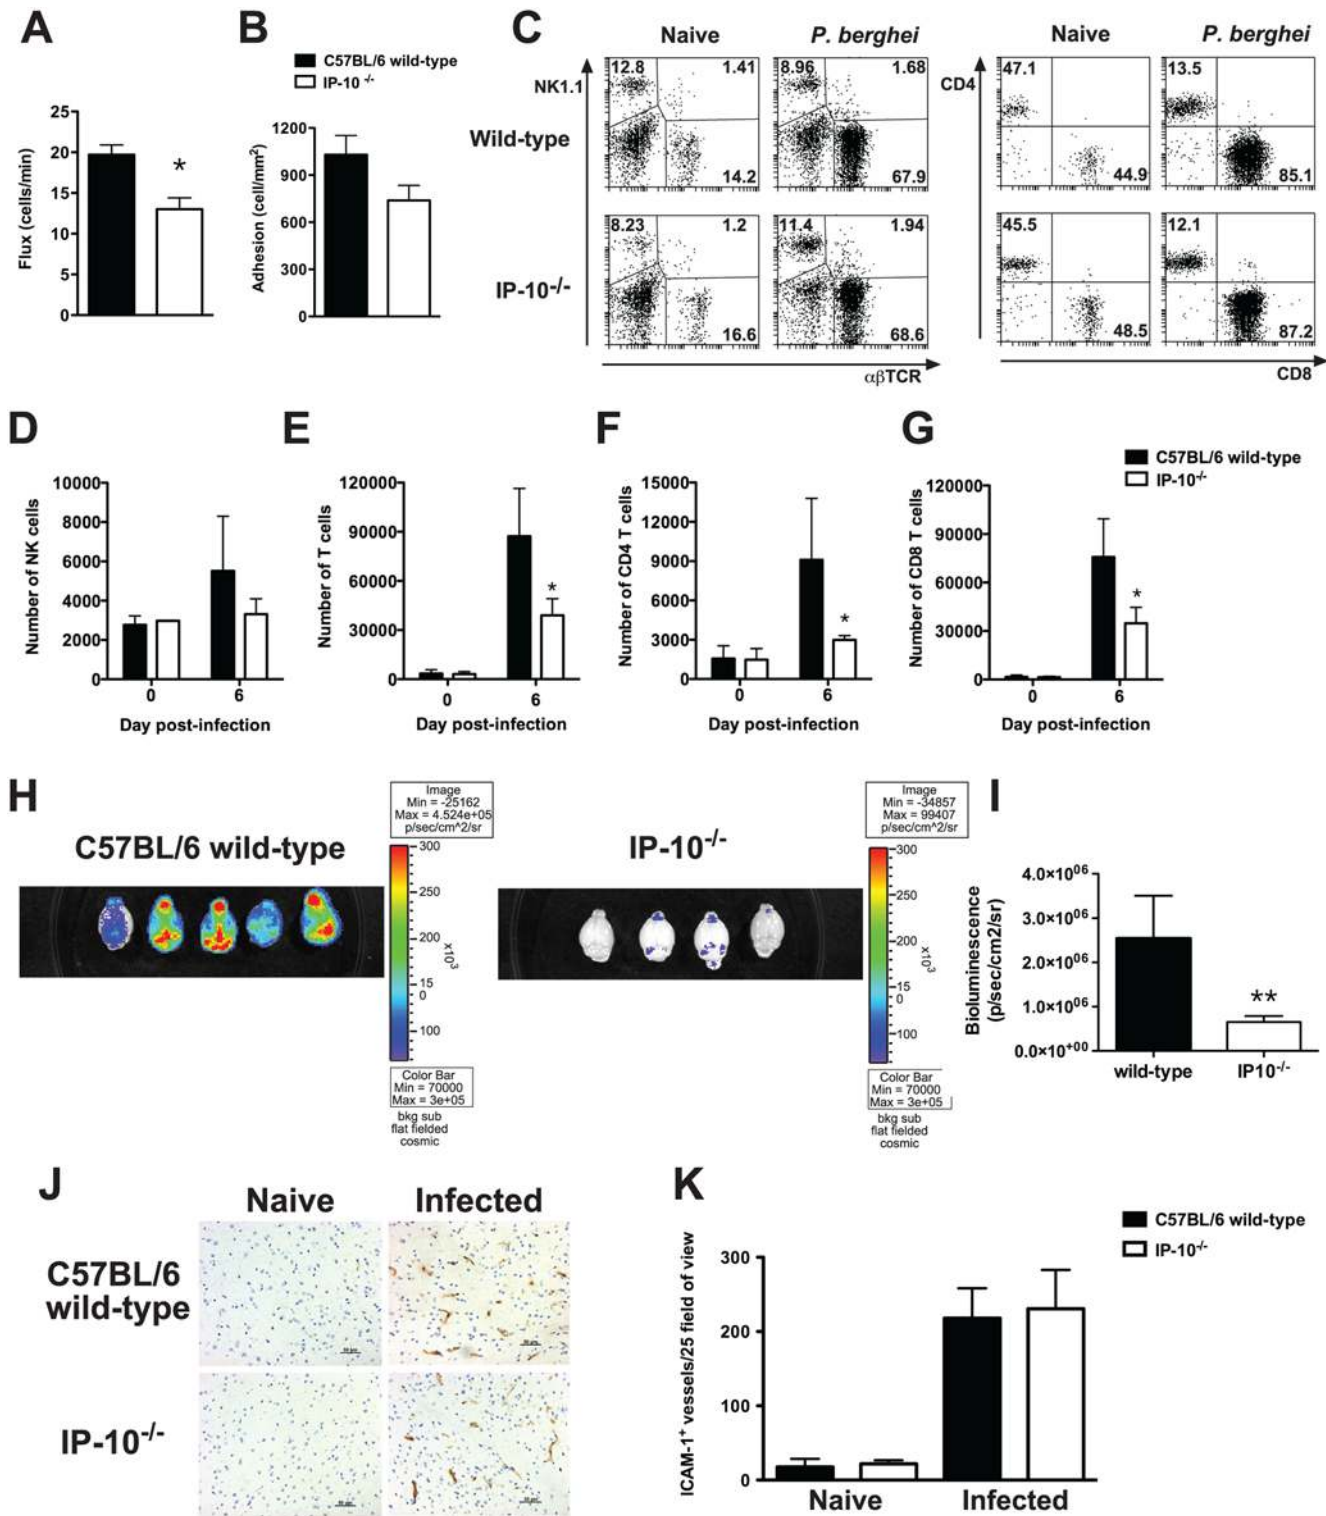 A
B
C57BL/6 wild-type
IP-10 -/-
Flux (cells/min)
25
20
15
10
5
0
*
Adhesion (cell/mm²)
1200
900
600
300
0
C
Naive
P. berghei
Naive
P. berghei
NK1.1
12.8
1.41
14.2
8.96
1.68
67.9
CD4
47.1
44.9
13.5
85.1
Wild-type
8.23
1.2
16.6
11.4
1.94
68.6
45.5
48.5
12.1
87.2
IP-10-/-
αβTCR
CD8
D
Number of NK cells
10000
8000
6000
4000
2000
0
0
6
Day post-infection
E
Number of T cells
120000
90000
60000
30000
0
*
0
6
Day post-infection
F
Number of CD4 T cells
15000
12000
9000
6000
3000
0
*
0
6
Day post-infection
G
C57BL/6 wild-type
IP-10-/-
Number of CD8 T cells
120000
90000
60000
30000
0
*
0
6
Day post-infection
H
C57BL/6 wild-type
Image
Min = -25162
Max = 4.524e+05
p/sec/cm^2/sr
300
250
200
x10³
15
0
100
Color Bar
Min = 70000
Max = 3e+05
bkg sub
flat fielded
cosmic
IP-10-/-
Image
Min = -34857
Max = 99407
p/sec/cm^2/sr
300
250
200
x10³
15
0
100
Color Bar
Min = 70000
Max = 3e+05
bkg sub
flat fielded
cosmic
I
Bioluminescence
(p/sec/cm2/sr)
4.0×10⁰⁶
3.0×10⁰⁶
2.0×10⁰⁶
1.0×10⁰⁶
0.0×10⁺⁰⁰
**
wild-type
IP10-/-
J
Naive
Infected
C57BL/6
wild-type
IP-10-/-
K
C57BL/6 wild-type
IP-10-/-
ICAM-1⁺ vessels/25 field of view
300
200
100
0
Naive
Infected